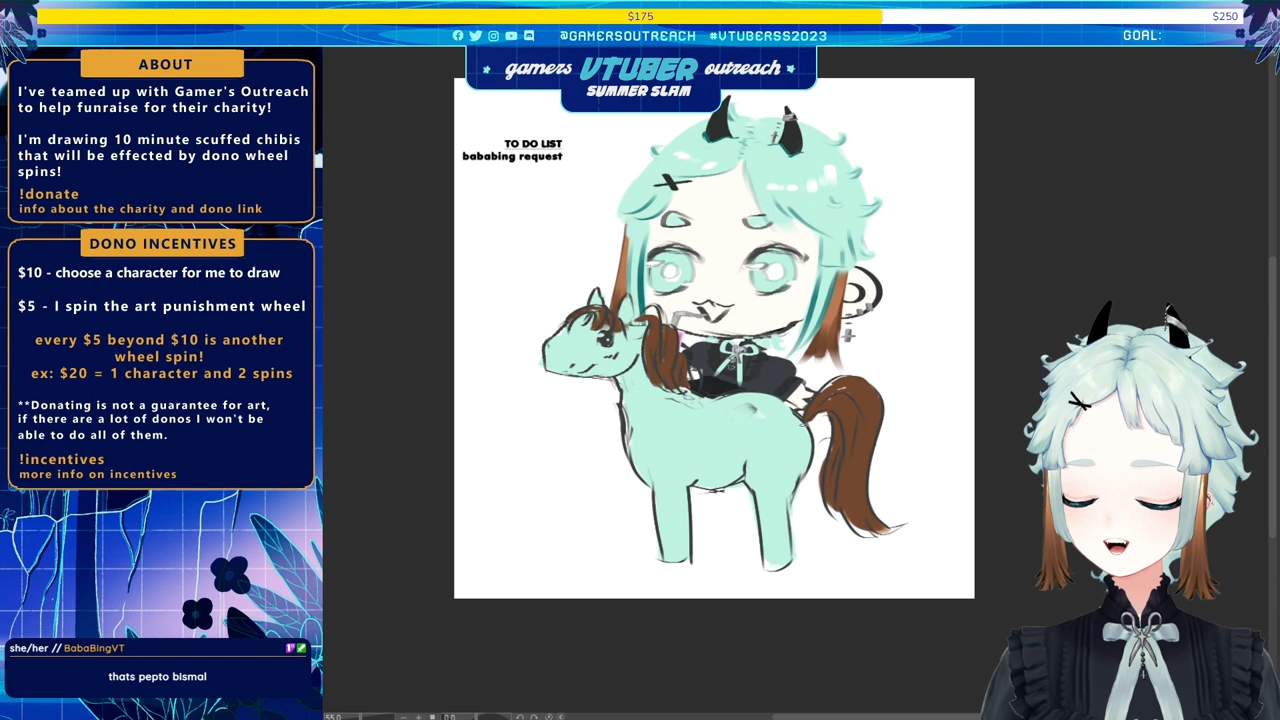 $175
$250
@GAMERSOUTREACH #VTUBERSS2023
GOAL:
gamers VTUBER outreach
SUMMER SLAM
ABOUT
I've teamed up with Gamer's Outreach
to help funraise for their charity!
I'm drawing 10 minute scuffed chibis
that will be effected by dono wheel
spins!
!donate
info about the charity and dono link
DONO INCENTIVES
$10 - choose a character for me to draw
$5 - I spin the art punishment wheel
every $5 beyond $10 is another
wheel spin!
ex: $20 = 1 character and 2 spins
**Donating is not a guarantee for art,
if there are a lot of donos I won't be
able to do all of them.
!incentives
more info on incentives
TO DO LIST
bababing request
she/her // BabaBingVT
thats pepto bismal
55.0
0.0